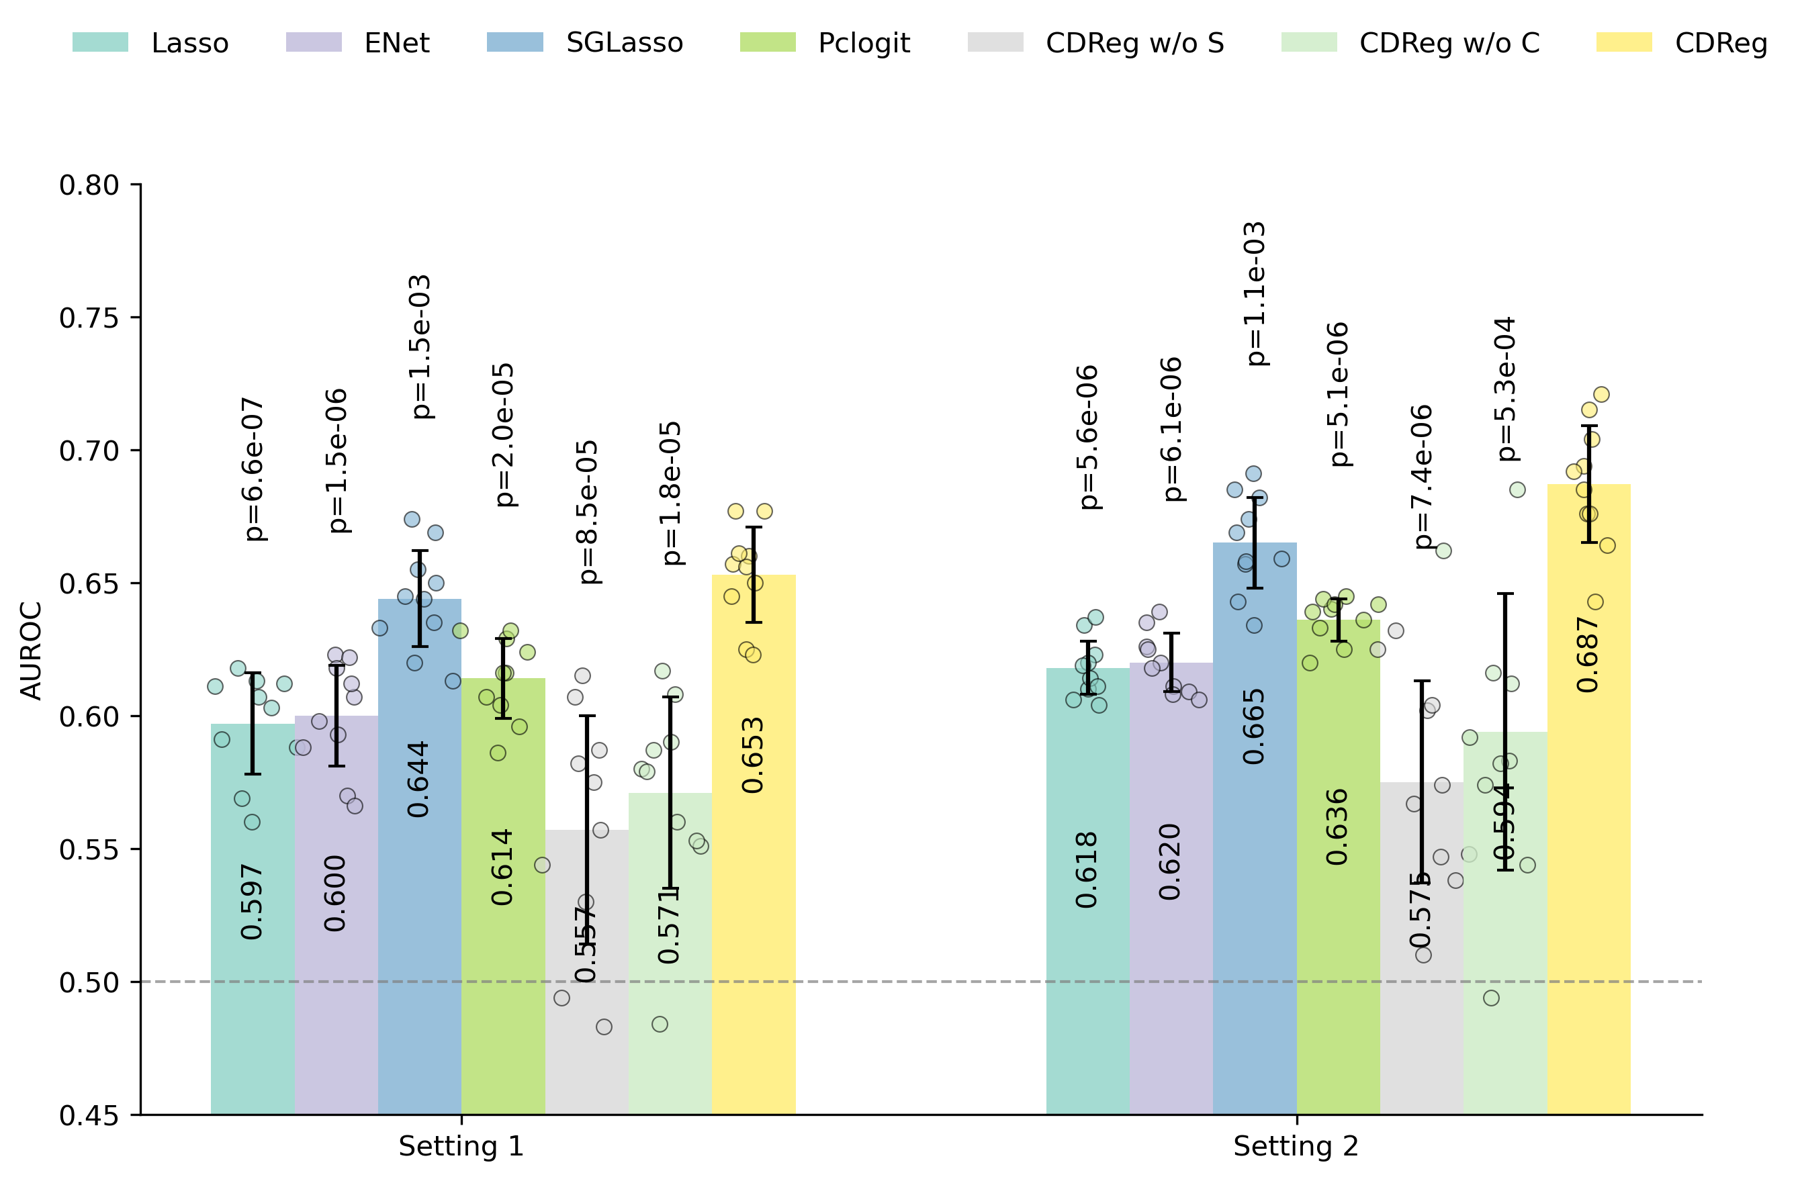 Lasso
ENet
SGLasso
Pclogit
CDReg w/o S
CDReg w/o C
CDReg
AUROC
0.80
0.75
0.70
0.65
0.60
0.55
0.50
0.45
p=6.6e-07
p=1.5e-06
p=1.5e-03
p=2.0e-05
p=8.5e-05
p=1.8e-05
0.597
0.600
0.644
0.614
0.557
0.571
0.653
p=5.6e-06
p=6.1e-06
p=1.1e-03
p=5.1e-06
p=7.4e-06
p=5.3e-04
0.618
0.620
0.665
0.636
0.575
0.594
0.687
Setting 1
Setting 2